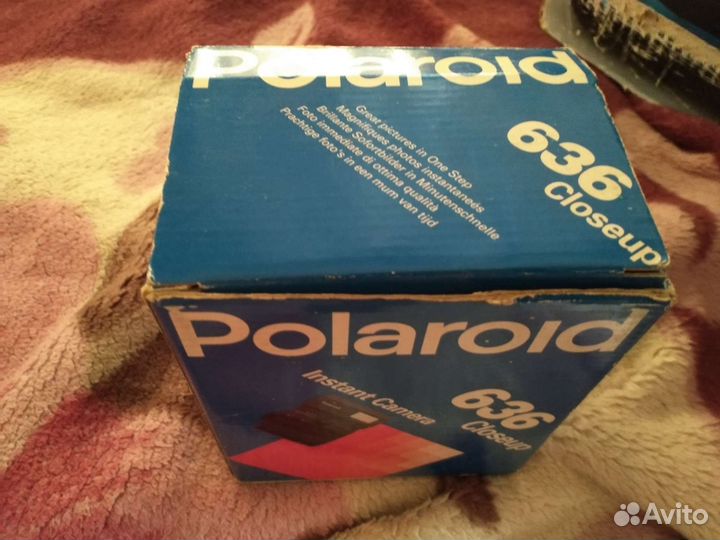 Polaroid
636
Closeup
Great pictures in One Step
Magnifiques photos instantanées
Brillante Sofortbilder in Minutenschnelle
Foto immediate di ottima qualità
Prachtige foto's in een mum van tijd
Polaroid
Instant Camera
636
Closeup
Avito